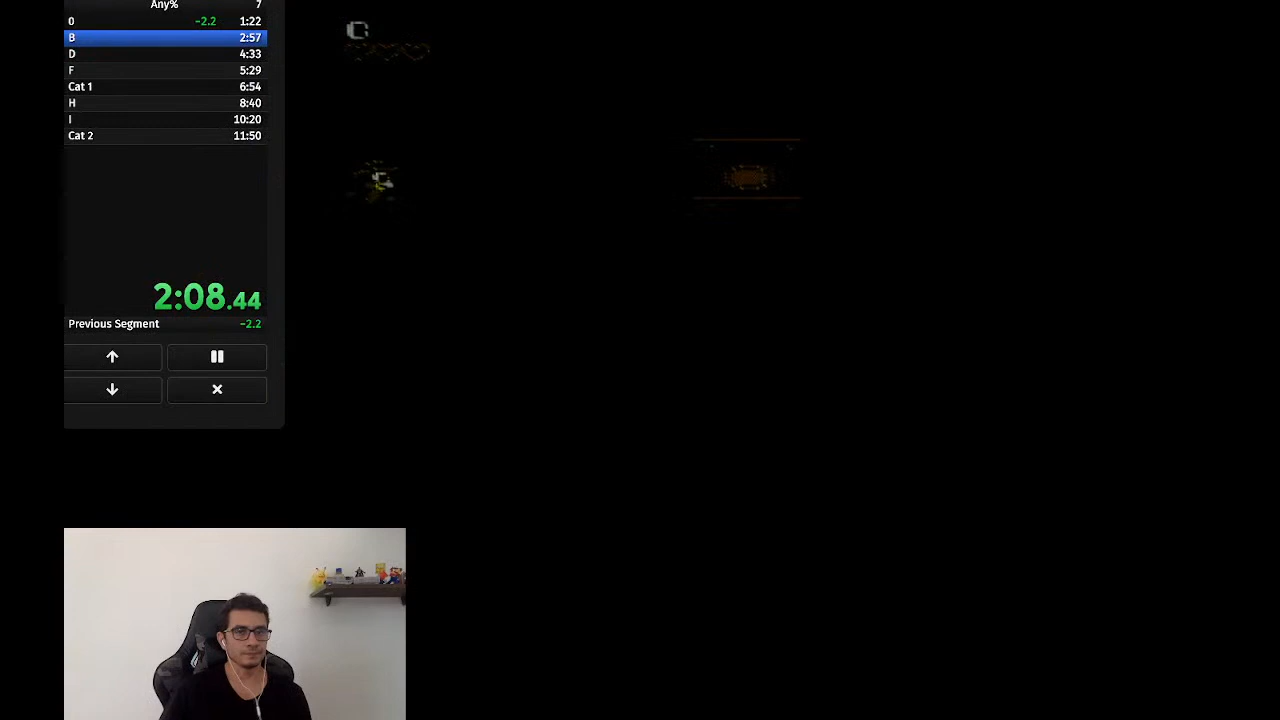 Any% 7
0 -2.2 1:22
B 2:57
D 4:33
F 5:29
Cat 1 6:54
H 8:40
I 10:20
Cat 2 11:50
2:08.44
Previous Segment -2.2